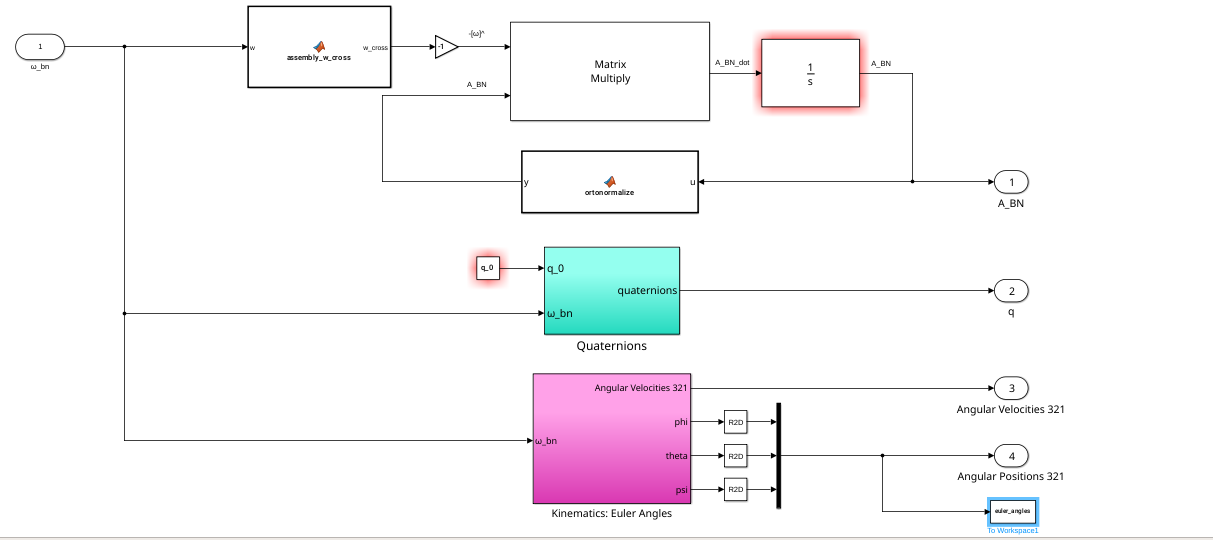 1
ω_bn
w
w_cross
assembly_w_cross
-1
-[ω]^
A_BN
Matrix
Multiply
A_BN_dot
1
s
A_BN
y
u
ortonormalize
1
A_BN
q_0
q_0
quaternions
ω_bn
Quaternions
2
q
Angular Velocities 321
phi
ω_bn
theta
psi
Kinematics: Euler Angles
R2D
R2D
R2D
3
Angular Velocities 321
4
Angular Positions 321
euler_angles
To Workspace1